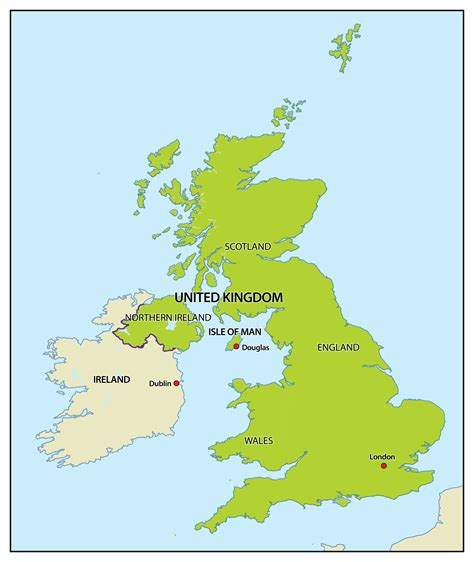 SCOTLAND
UNITED KINGDOM
NORTHERN IRELAND
ISLE OF MAN
Douglas
ENGLAND
IRELAND
Dublin
WALES
London